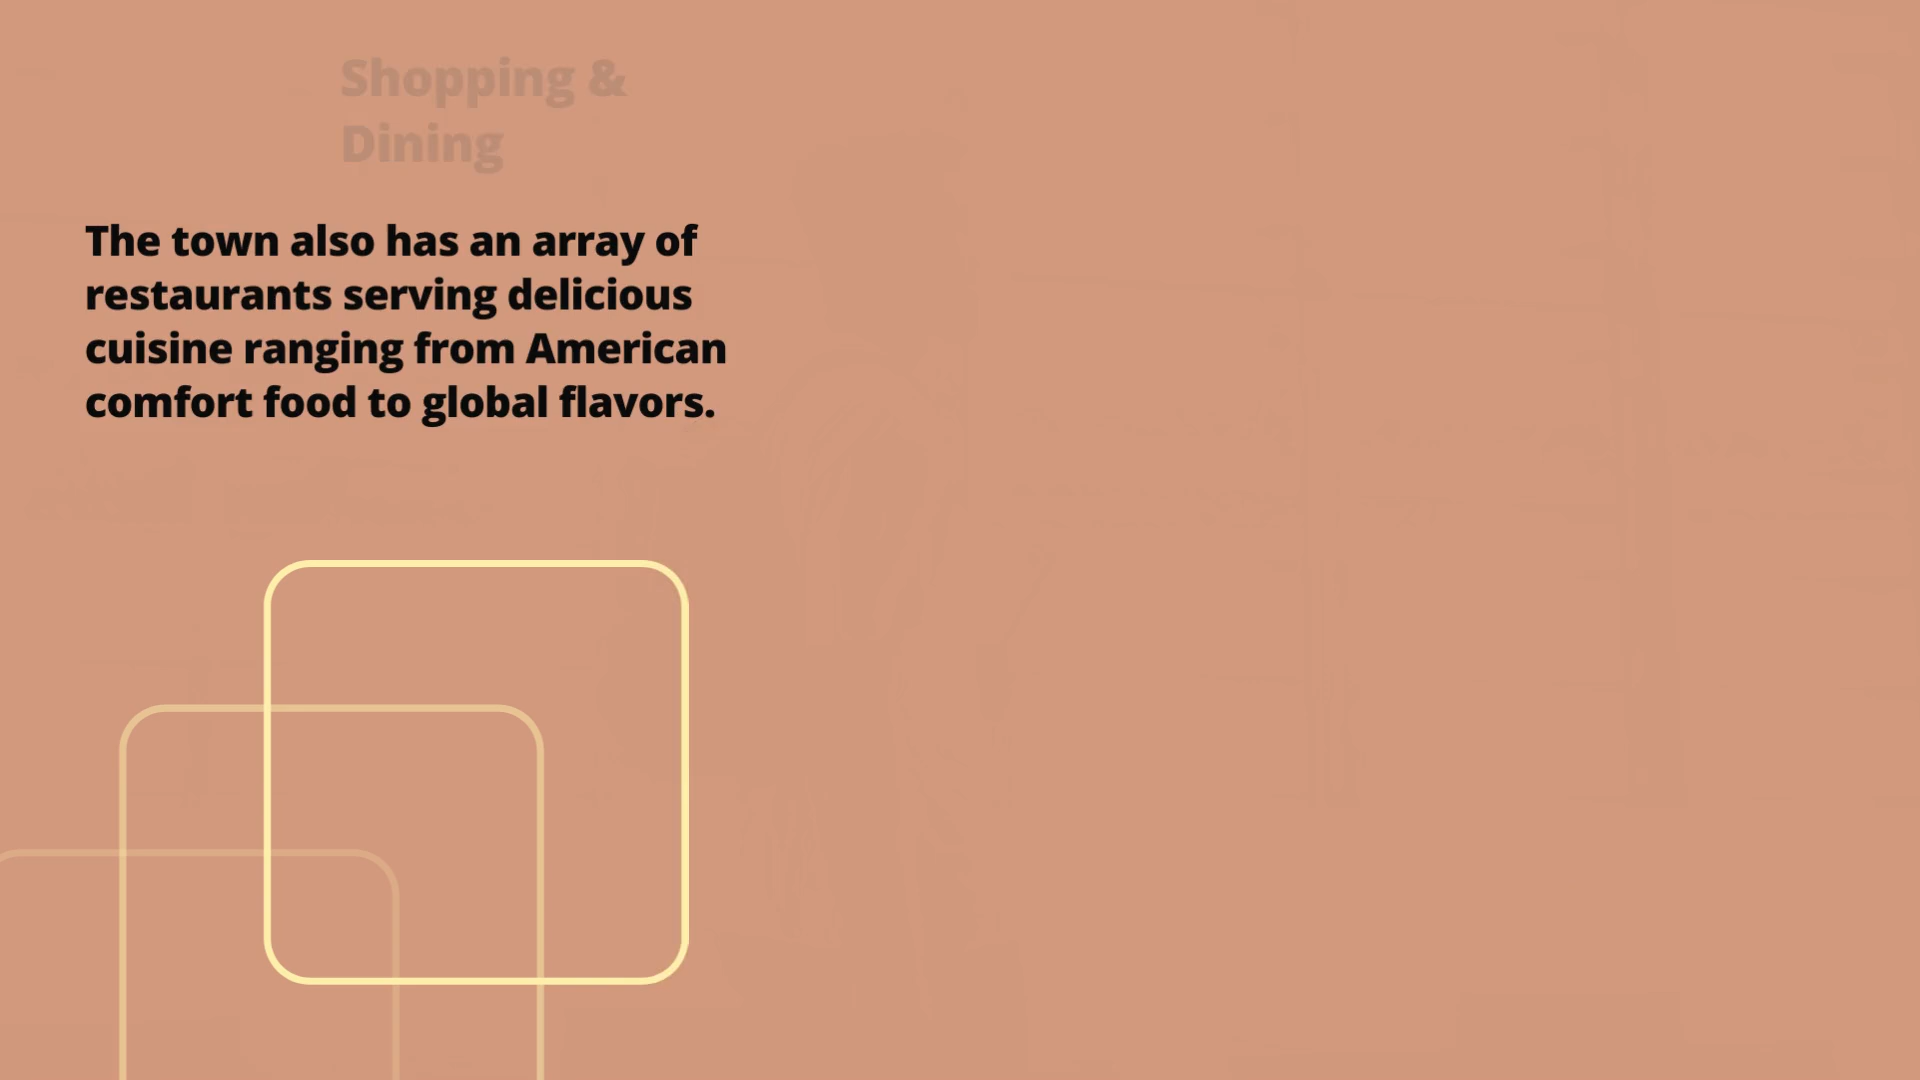 Shopping &
Dining
The town also has an array of
restaurants serving delicious
cuisine ranging from American
comfort food to global flavors.